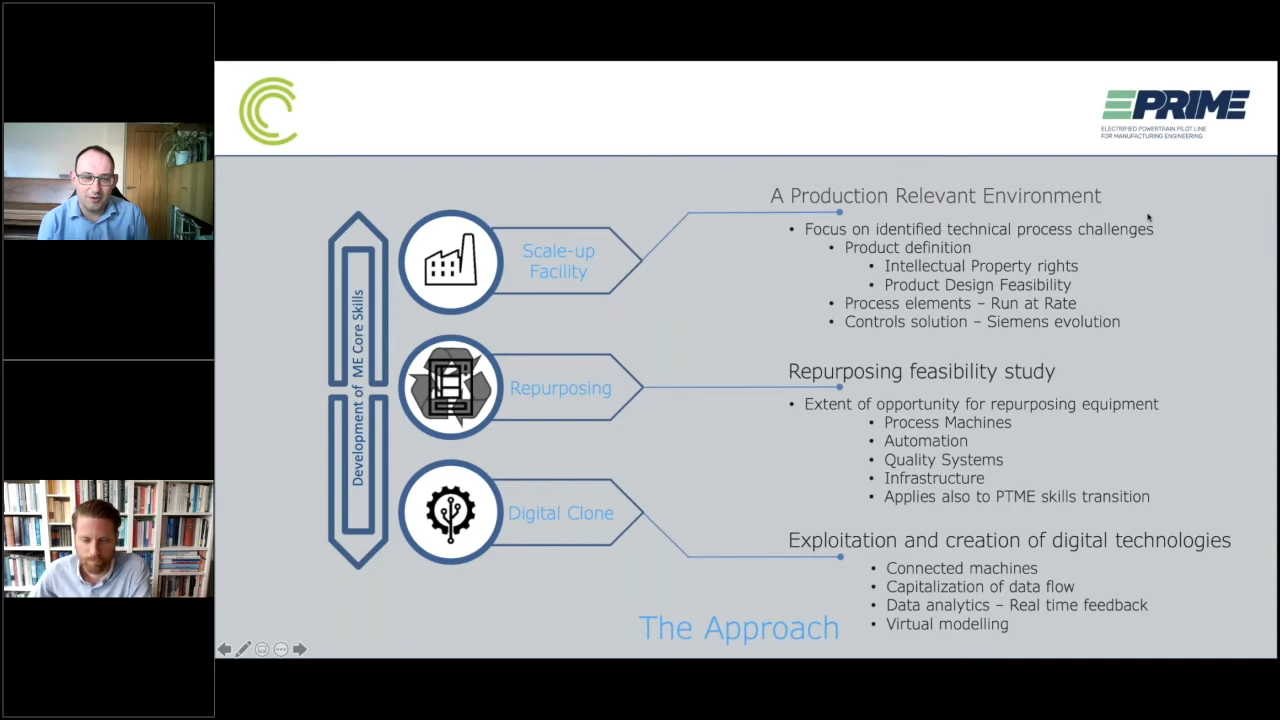 EPRIME
ELECTRIFIED POWERTRAIN PILOT LINE
FOR MANUFACTURING ENGINEERING
Development of ME Core Skills
Scale-up
Facility
A Production Relevant Environment
• Focus on identified technical process challenges
• Product definition
• Intellectual Property rights
• Product Design Feasibility
• Process elements – Run at Rate
• Controls solution – Siemens evolution
Repurposing
Repurposing feasibility study
• Extent of opportunity for repurposing equipment
• Process Machines
• Automation
• Quality Systems
• Infrastructure
• Applies also to PTME skills transition
Digital Clone
Exploitation and creation of digital technologies
• Connected machines
• Capitalization of data flow
• Data analytics – Real time feedback
• Virtual modelling
The Approach